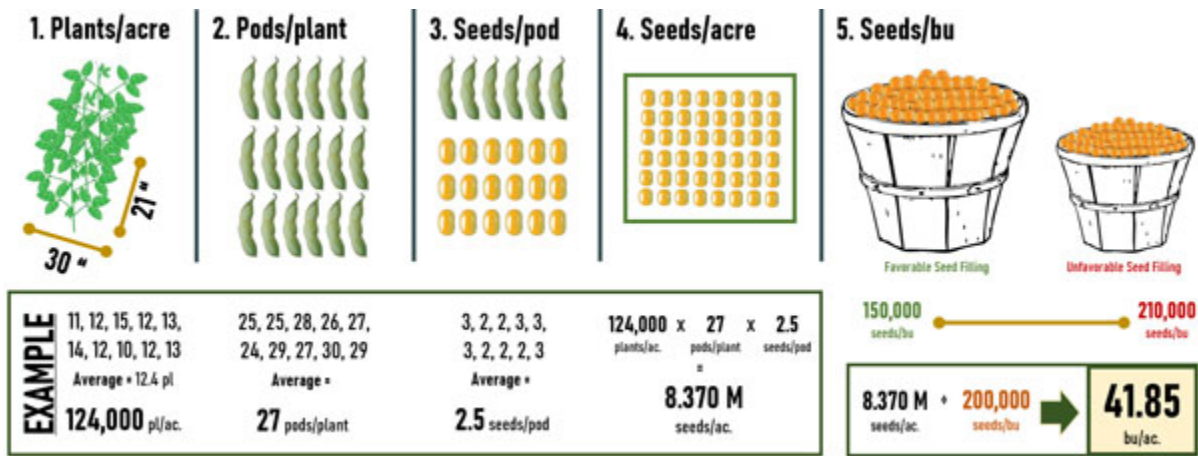 1. Plants/acre
2. Pods/plant
3. Seeds/pod
4. Seeds/acre
5. Seeds/bu
21 "
30 "
Favorable Seed Filling
Unfavorable Seed Filling
150,000
seeds/bu
210,000
seeds/bu
EXAMPLE
11, 12, 15, 12, 13,
14, 12, 10, 12, 13
Average = 12.4 pl
124,000 pl/ac.
25, 25, 28, 26, 27,
24, 29, 27, 30, 29
Average =
27 pods/plant
3, 2, 2, 3, 3,
3, 2, 2, 2, 3
Average =
2.5 seeds/pod
124,000 x 27 x 2.5
plants/ac. pods/plant seeds/pod
=
8.370 M
seeds/ac.
8.370 M ÷ 200,000
seeds/ac. seeds/bu
41.85
bu/ac.